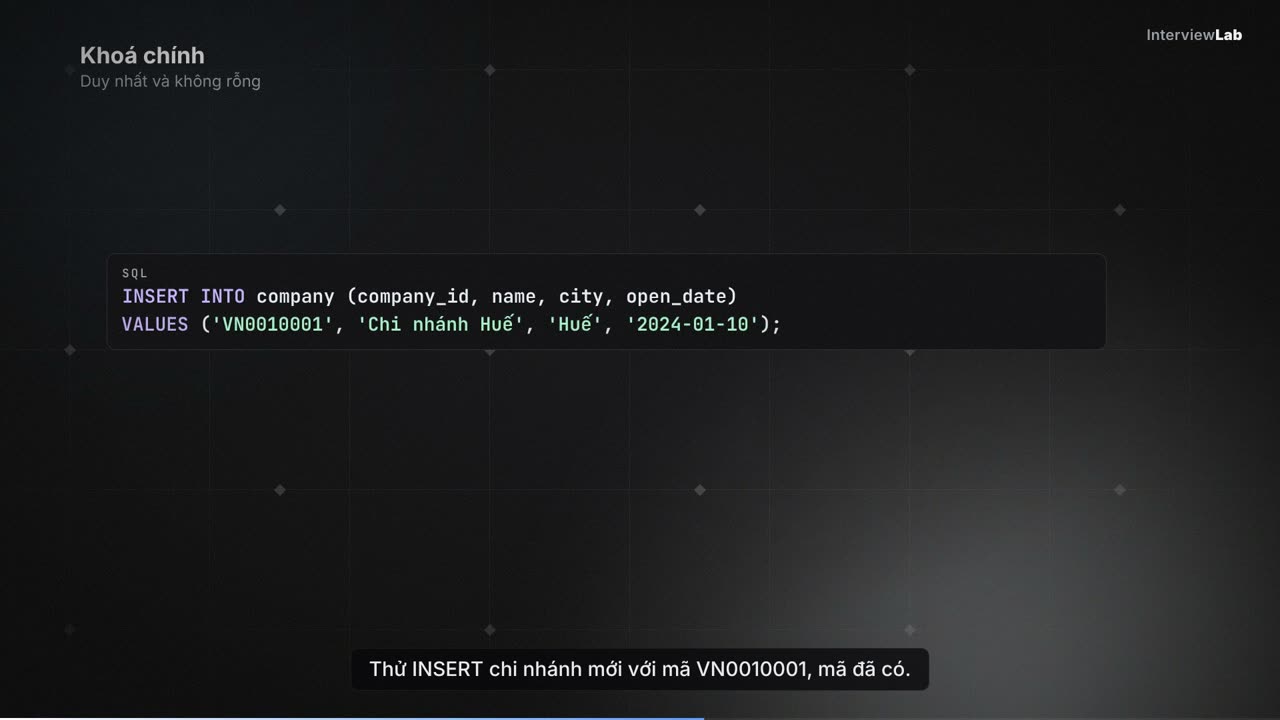 Khoá chính
Duy nhất và không rỗng
InterviewLab
SQL
INSERT INTO company (company_id, name, city, open_date)
VALUES ('VN0010001', 'Chi nhánh Huế', 'Huế', '2024-01-10');
Thử INSERT chi nhánh mới với mã VN0010001, mã đã có.